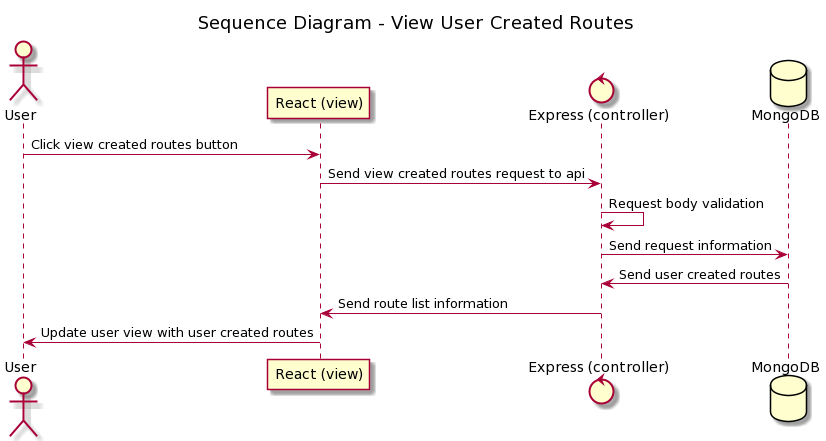 Sequence Diagram - View User Created Routes
User
React (view)
Express (controller)
MongoDB
Click view created routes button
Send view created routes request to api
Request body validation
Send request information
Send user created routes
Send route list information
Update user view with user created routes
User
React (view)
Express (controller)
MongoDB